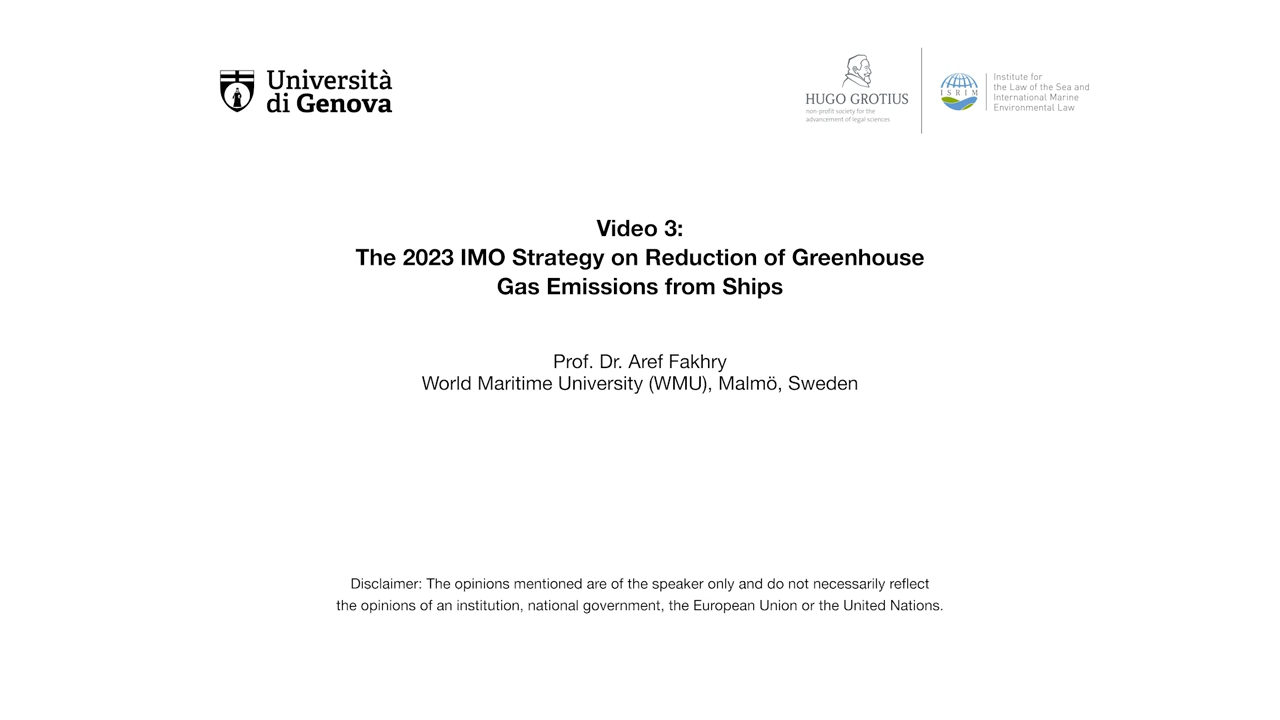 Università
di Genova
HUGO GROTIUS
non-profit society for the
advancement of legal sciences
ISRIM
Institute for
the Law of the Sea and
International Marine
Environmental Law
Video 3:
The 2023 IMO Strategy on Reduction of Greenhouse
Gas Emissions from Ships
Prof. Dr. Aref Fakhry
World Maritime University (WMU), Malmö, Sweden
Disclaimer: The opinions mentioned are of the speaker only and do not necessarily reflect
the opinions of an institution, national government, the European Union or the United Nations.